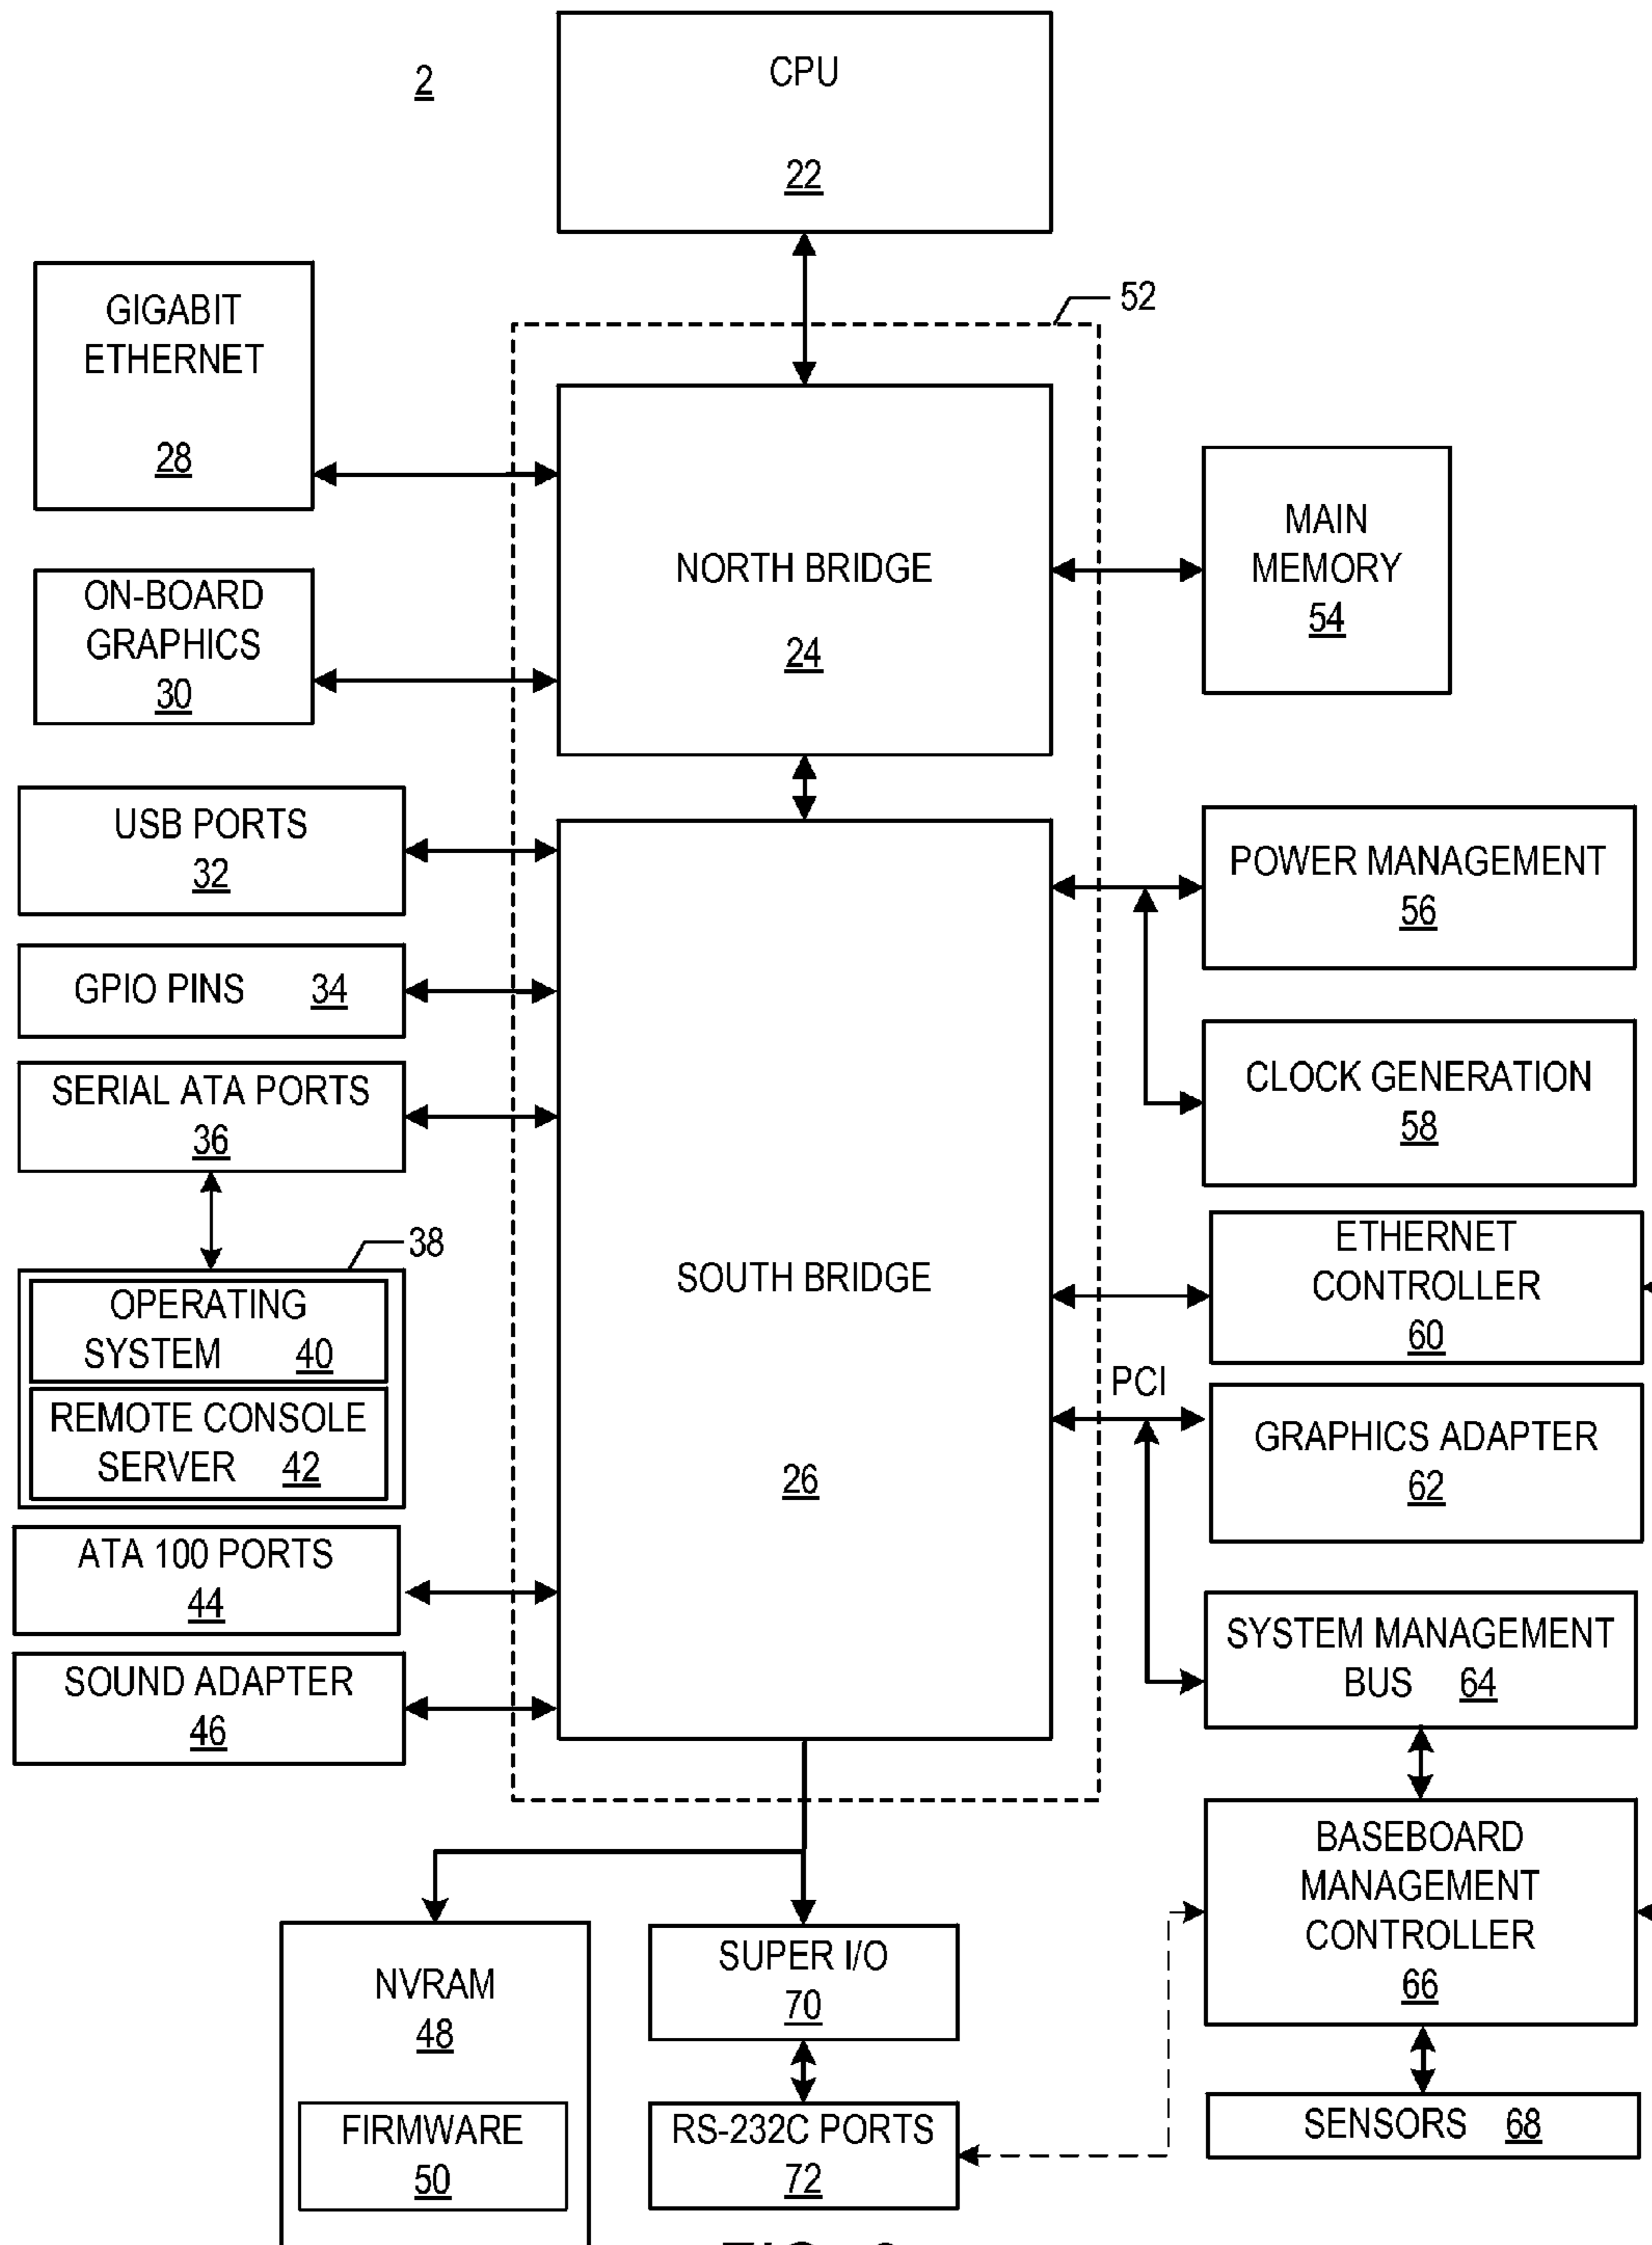 2
CPU
22
52
GIGABIT
ETHERNET
28
NORTH BRIDGE
24
MAIN
MEMORY
54
ON-BOARD
GRAPHICS
30
USB PORTS
32
GPIO PINS 34
SERIAL ATA PORTS
36
38
OPERATING
SYSTEM 40
REMOTE CONSOLE
SERVER 42
ATA 100 PORTS
44
SOUND ADAPTER
46
SOUTH BRIDGE
26
POWER MANAGEMENT
56
CLOCK GENERATION
58
ETHERNET
CONTROLLER
60
PCI
GRAPHICS ADAPTER
62
SYSTEM MANAGEMENT
BUS 64
BASEBOARD
MANAGEMENT
CONTROLLER
66
SENSORS 68
NVRAM
48
FIRMWARE
50
SUPER I/O
70
RS-232C PORTS
72